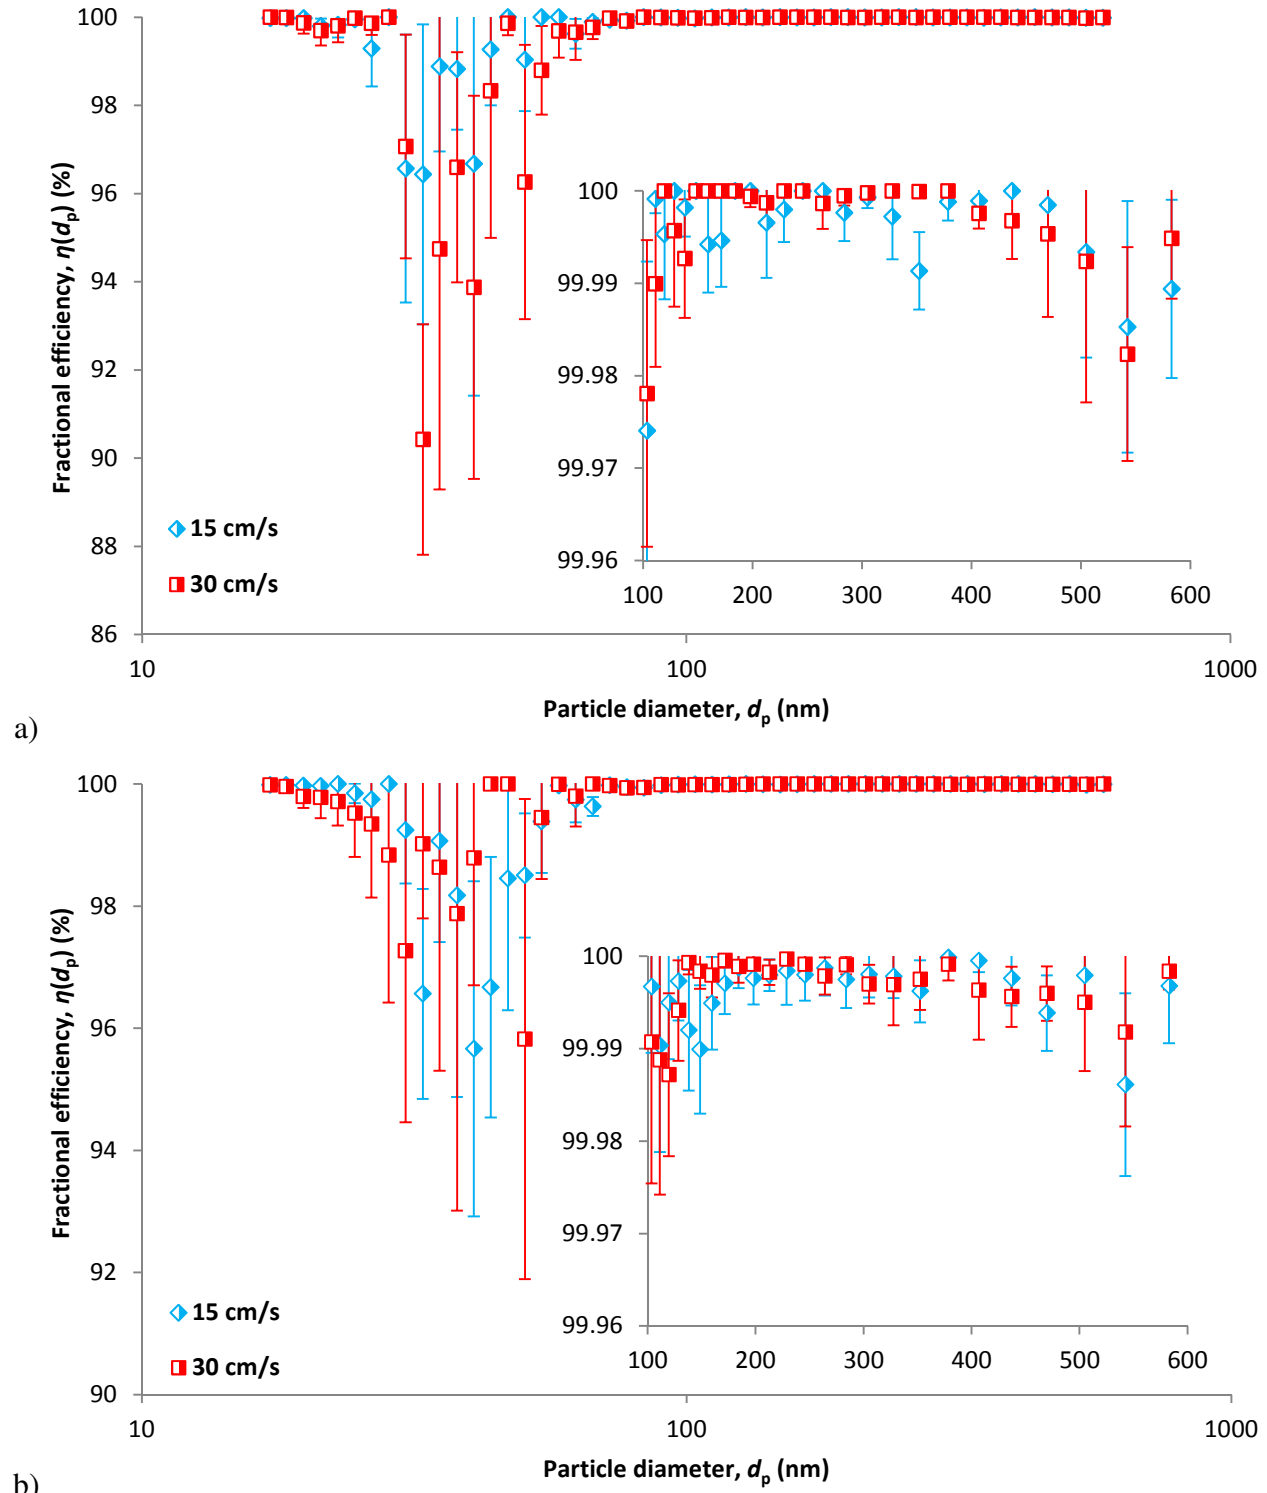 100
98
96
94
92
90
88
86
Fractional efficiency, η(dp) (%)
15 cm/s
30 cm/s
100
99.99
99.98
99.97
99.96
100 200 300 400 500 600
10 100 1000
Particle diameter, dp (nm)
a)
100
98
96
94
92
90
Fractional efficiency, η(dp) (%)
15 cm/s
30 cm/s
100
99.99
99.98
99.97
99.96
100 200 300 400 500 600
10 100 1000
Particle diameter, dp (nm)
b)